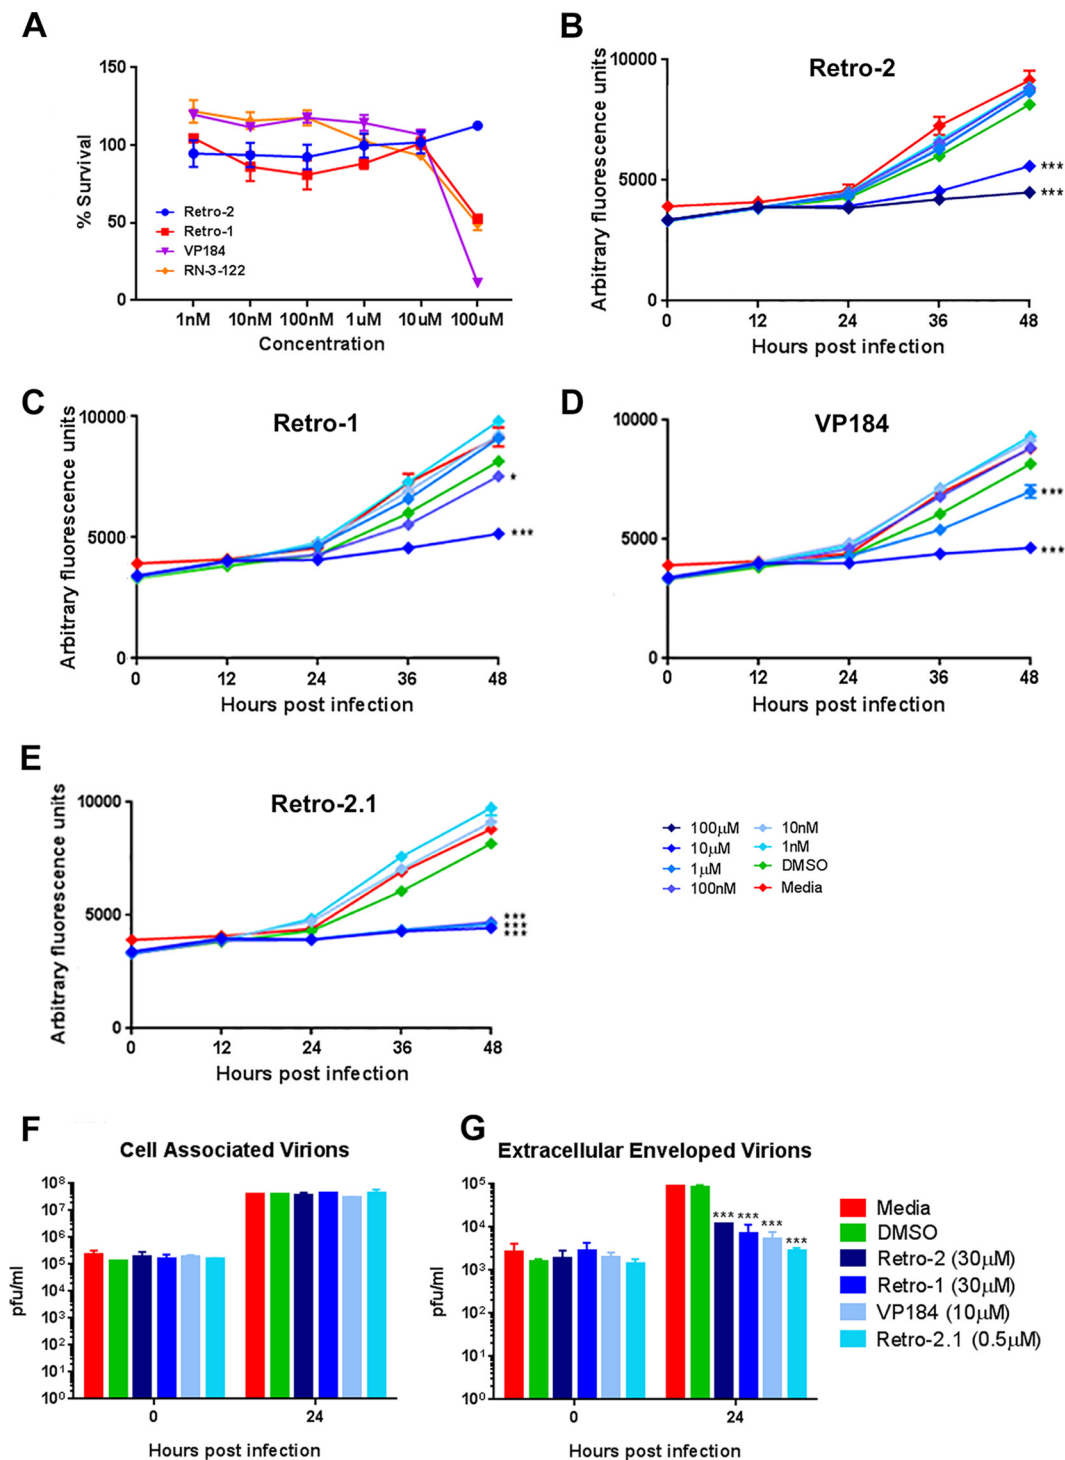 A
150
100
50
0
% Survival
Retro-2
Retro-1
VP184
RN-3-122
1nM 10nM 100nM 1uM 10uM 100uM
Concentration
B
Retro-2
10000
5000
0
Arbitrary fluorescence units
***
***
0 12 24 36 48
Hours post infection
C
Retro-1
10000
5000
0
Arbitrary fluorescence units
*
***
0 12 24 36 48
Hours post infection
D
VP184
10000
5000
0
***
***
0 12 24 36 48
Hours post infection
E
Retro-2.1
10000
5000
0
Arbitrary fluorescence units
***
***
***
0 12 24 36 48
Hours post infection
100μM
10μM
1μM
100nM
10nM
1nM
DMSO
Media
F
Cell Associated Virions
10⁸
10⁷
10⁶
10⁵
10⁴
10³
10²
10¹
10⁰
pfu/ml
0 24
Hours post infection
G
Extracellular Enveloped Virions
10⁵
10⁴
10³
10²
10¹
10⁰
pfu/ml
*** *** *** ***
0 24
Hours post infection
Media
DMSO
Retro-2 (30μM)
Retro-1 (30μM)
VP184 (10μM)
Retro-2.1 (0.5μM)